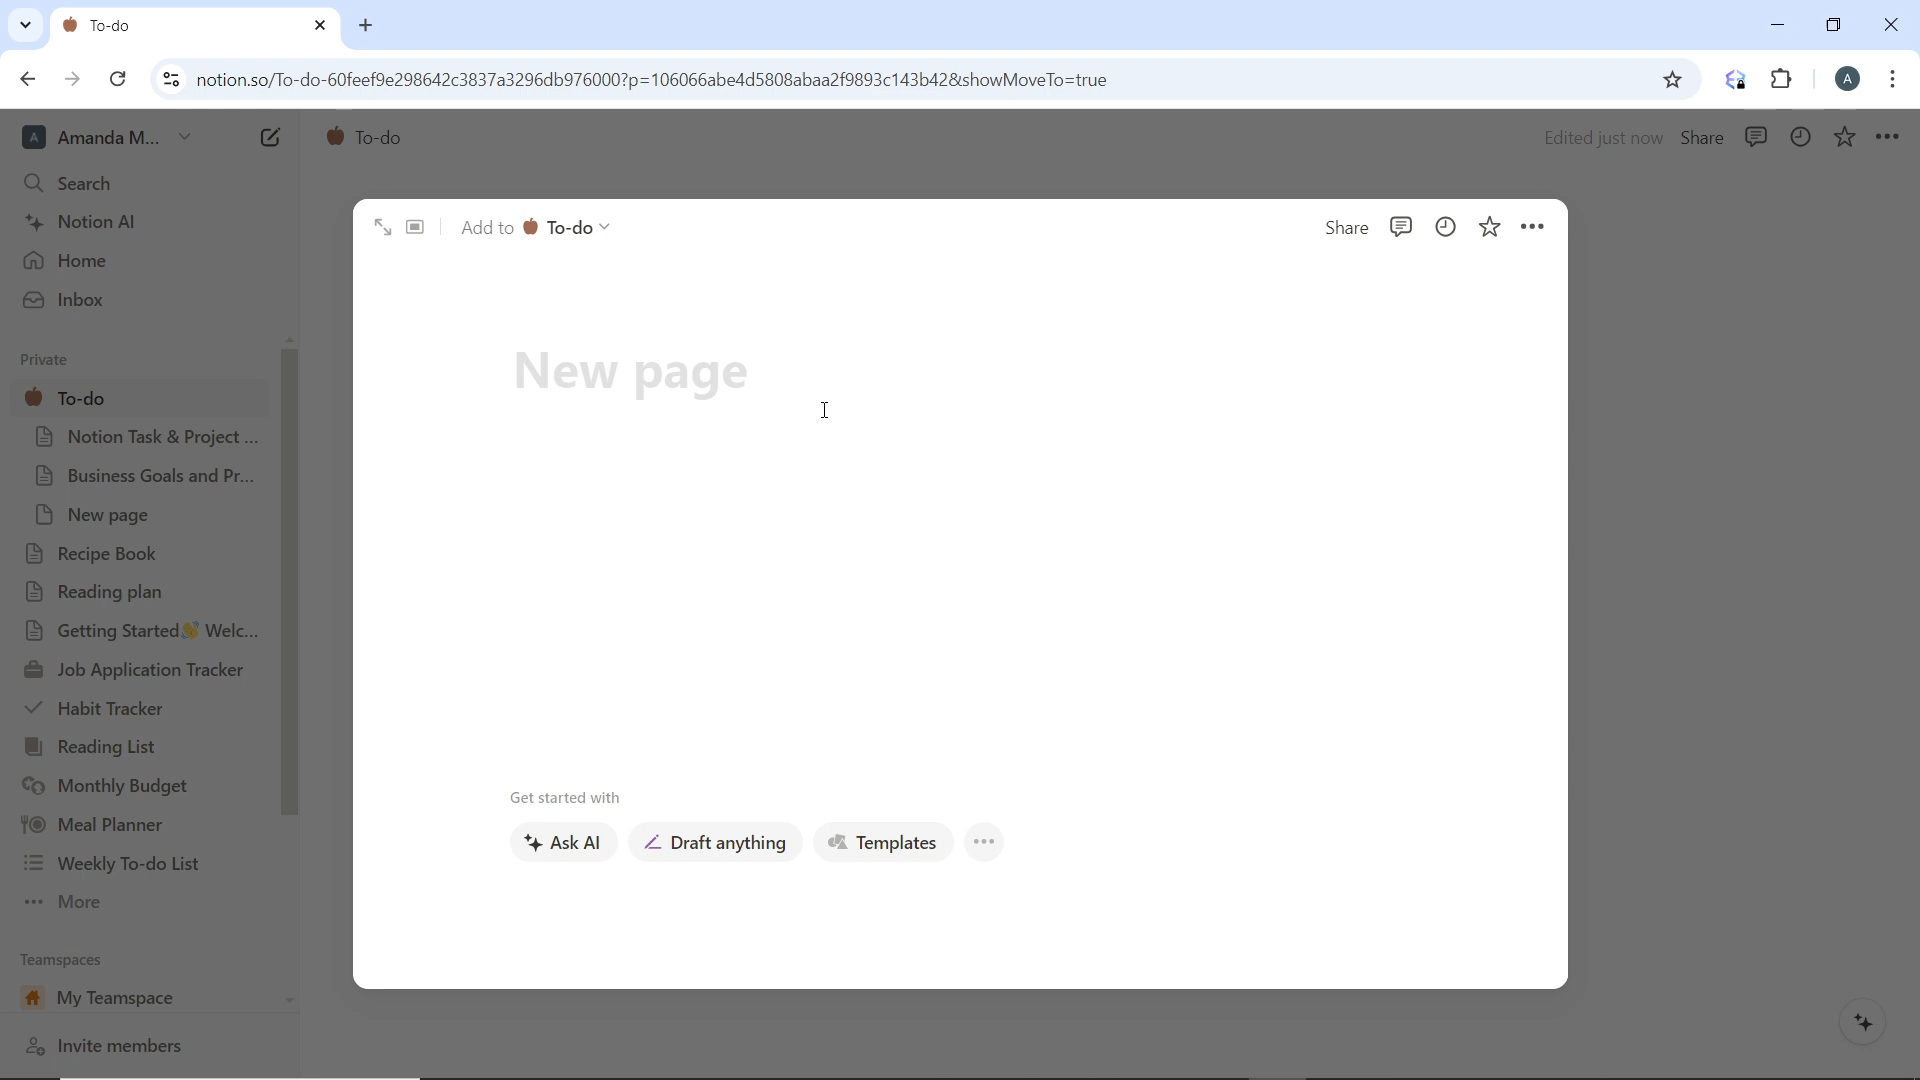 To-do
notion.so/To-do-60feef9e298642c3837a3296db976000?p=106066abe4d5808abaa2f9893c143b42&showMoveTo=true
A
A Amanda M...
To-do
Edited just now Share
Search
Notion AI
Home
Inbox
Private
To-do
Notion Task & Project ...
Business Goals and Pr...
New page
Recipe Book
Reading plan
Getting Started👋 Welc...
Job Application Tracker
Habit Tracker
Reading List
Monthly Budget
Meal Planner
Weekly To-do List
More
Teamspaces
My Teamspace
Invite members
Add to To-do
Share
New page
Get started with
Ask AI Draft anything Templates